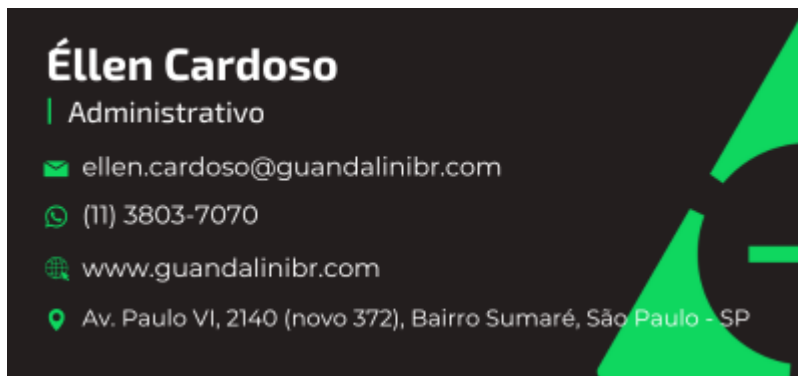 Éllen Cardoso
Administrativo
ellen.cardoso@guandalinibr.com
(11) 3803-7070
www.guandalinibr.com
Av. Paulo VI, 2140 (novo 372), Bairro Sumaré, São Paulo - SP